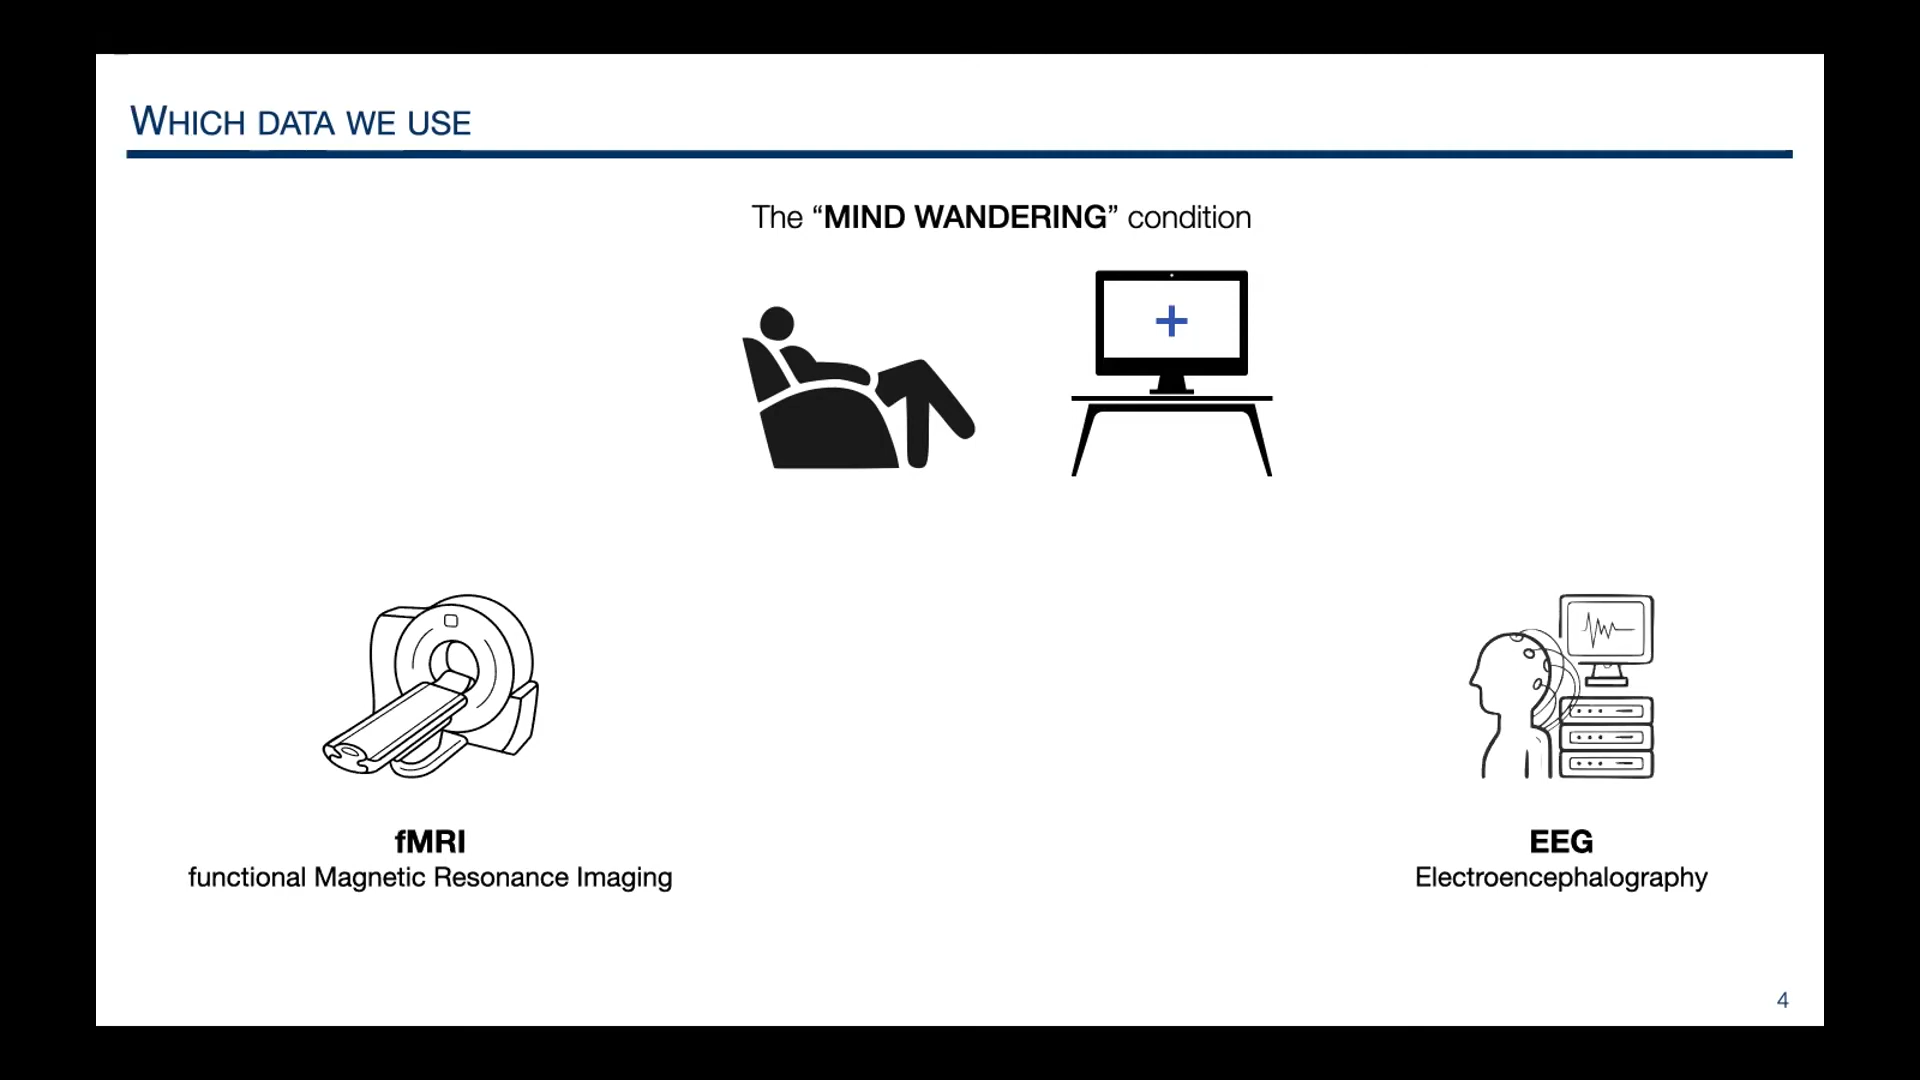 WHICH DATA WE USE
The “MIND WANDERING” condition
fMRI
functional Magnetic Resonance Imaging
EEG
Electroencephalography
4